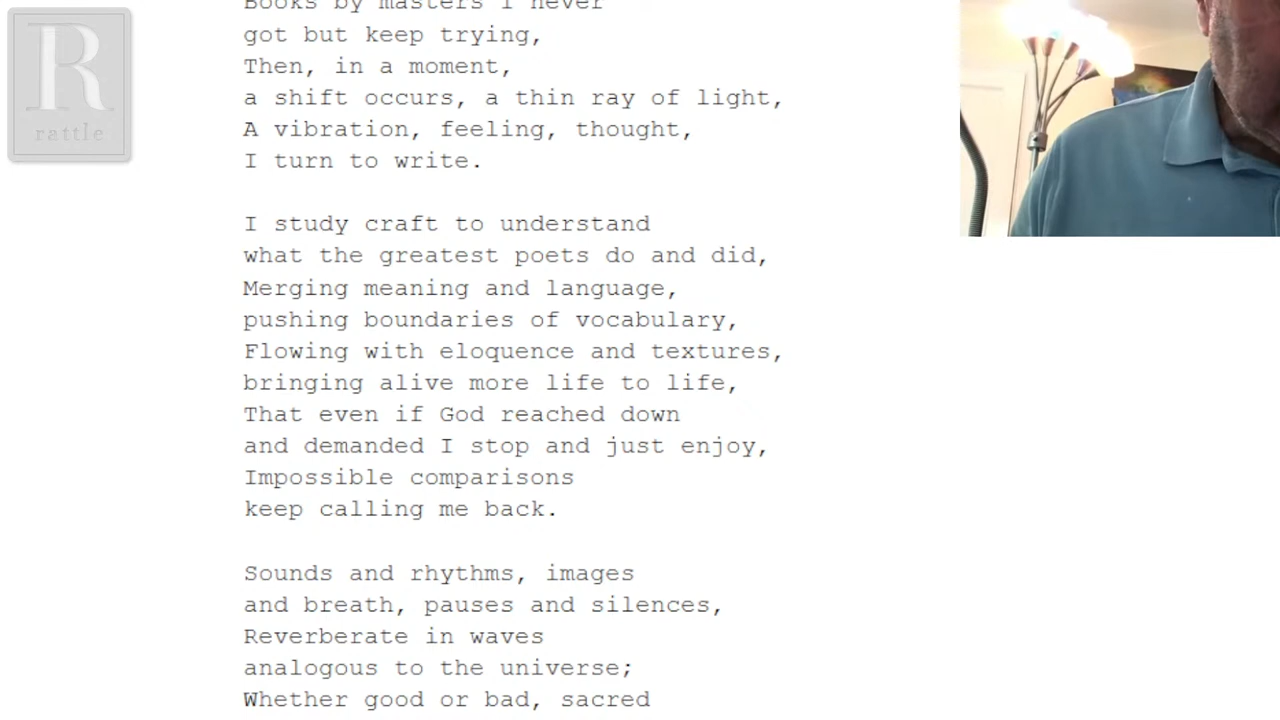 Books by masters I never
got but keep trying,
Then, in a moment,
a shift occurs, a thin ray of light,
A vibration, feeling, thought,
I turn to write.
I study craft to understand
what the greatest poets do and did,
Merging meaning and language,
pushing boundaries of vocabulary,
Flowing with eloquence and textures,
bringing alive more life to life,
That even if God reached down
and demanded I stop and just enjoy,
Impossible comparisons
keep calling me back.
Sounds and rhythms, images
and breath, pauses and silences,
Reverberate in waves
analogous to the universe;
Whether good or bad, sacred
R
rattle